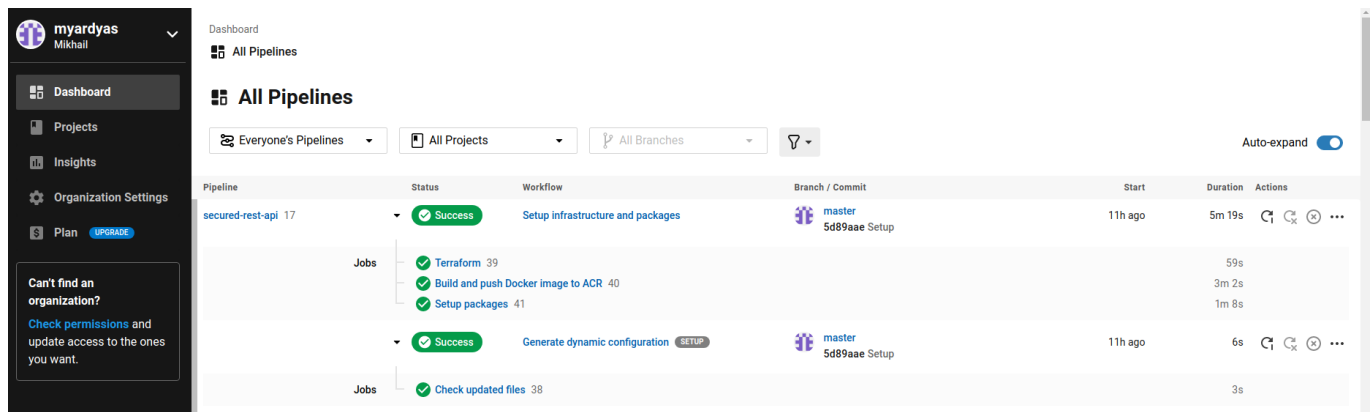 myardyas
Mikhail
Dashboard
Projects
Insights
Organization Settings
Plan UPGRADE
Can't find an
organization?
Check permissions and
update access to the ones
you want.
Dashboard
All Pipelines
All Pipelines
Everyone's Pipelines All Projects All Branches Auto-expand
Pipeline Status Workflow Branch / Commit Start Duration Actions
secured-rest-api 17 Success Setup infrastructure and packages master 11h ago 5m 19s
5d89aae Setup
Jobs Terraform 39 59s
Build and push Docker image to ACR 40 3m 2s
Setup packages 41 1m 8s
Success Generate dynamic configuration SETUP master 11h ago 6s
5d89aae Setup
Jobs Check updated files 38 3s